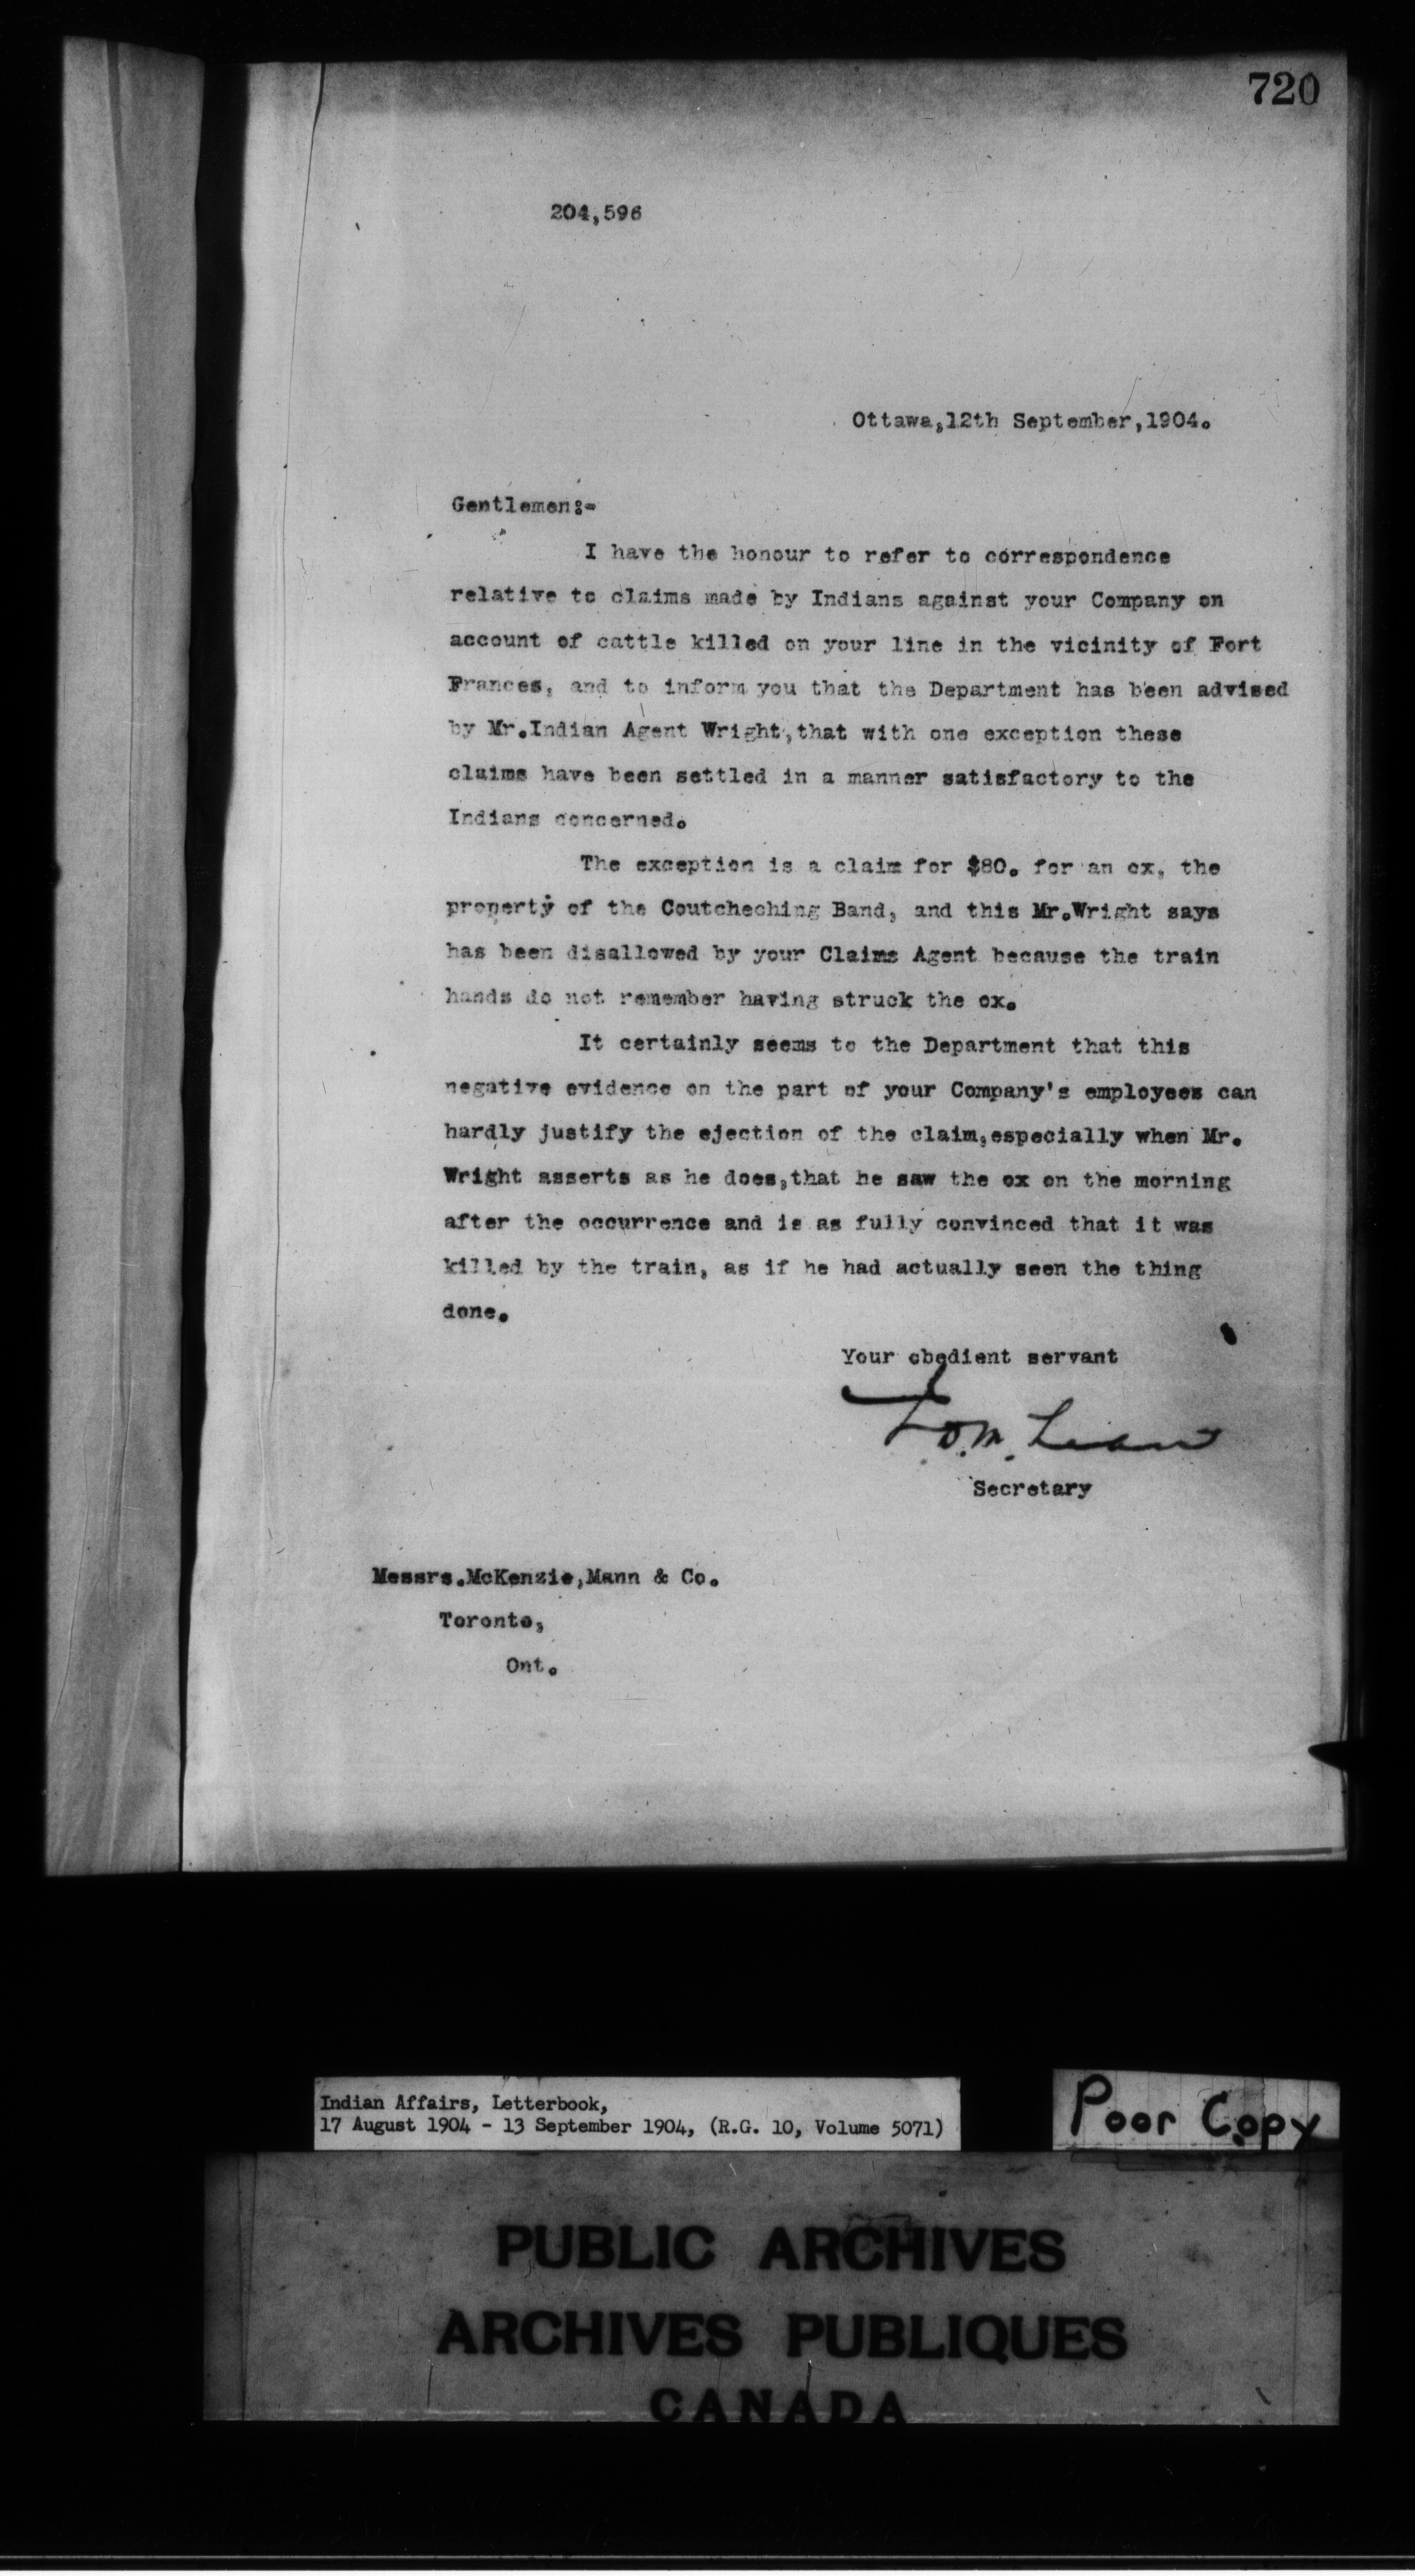 720
204,596
Ottawa,12th September,1904.
Gentlemen:-
I have the honour to refer to correspondence
relative to claims made by Indians against your Company on
account of cattle killed on your line in the vicinity of Fort
Frances, and to inform you that the Department has been advised
by Mr.Indian Agent Wright,that with one exception these
claims have been settled in a manner satisfactory to the
Indians concerned.
The exception is a claim for $80. for an ox, the
property of the Coutcheching Band, and this Mr.Wright says
has been disallowed by your Claims Agent because the train
hands do not remember having struck the ox.
It certainly seems to the Department that this
negative evidence on the part of your Company's employees can
hardly justify the ejection of the claim,especially when Mr.
Wright asserts as he does,that he saw the ox on the morning
after the occurrence and is as fully convinced that it was
killed by the train, as if he had actually seen the thing
done.
Your obedient servant
Secretary
Messrs.McKenzie,Mann & Co.
Toronto,
Ont.
Indian Affairs, Letterbook,
17 August 1904 - 13 September 1904, (R.G. 10, Volume 5071)
Poor Copy
PUBLIC ARCHIVES
ARCHIVES PUBLIQUES
CANADA